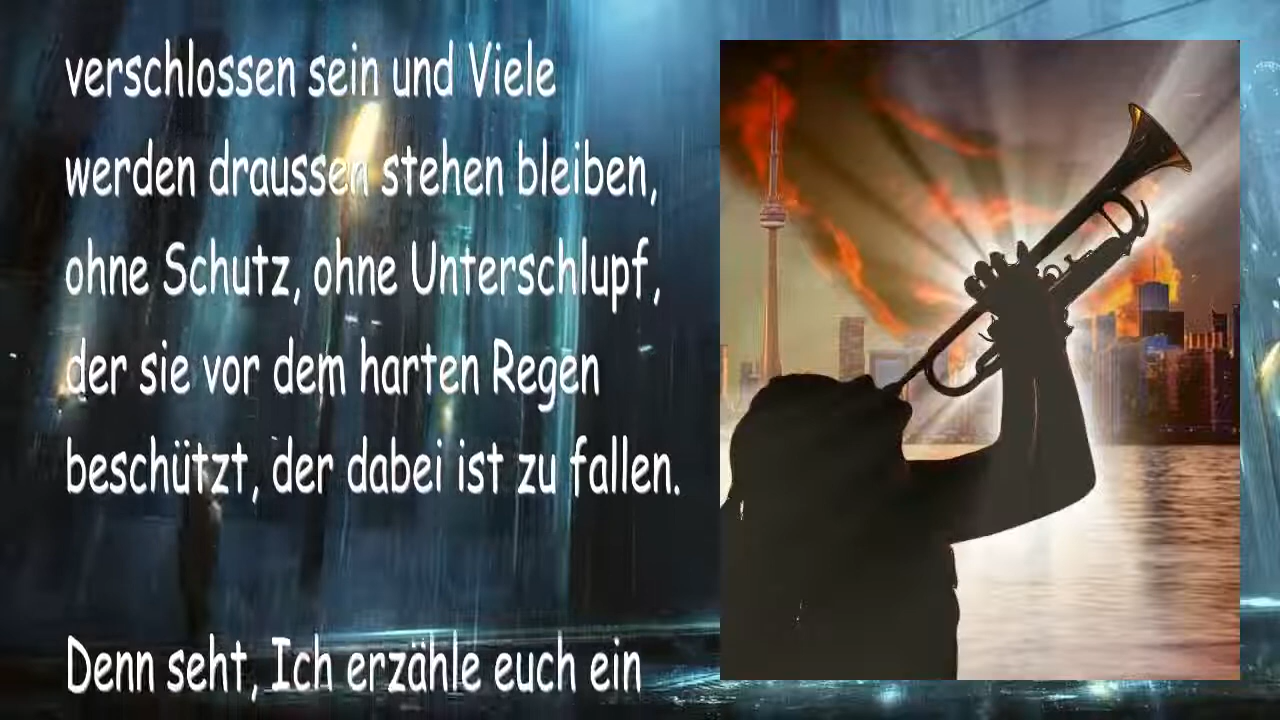 verschlossen sein und Viele
werden draussen stehen bleiben,
ohne Schutz, ohne Unterschlupf,
der sie vor dem harten Regen
beschützt, der dabei ist zu fallen.
Denn seht, Ich erzähle euch ein